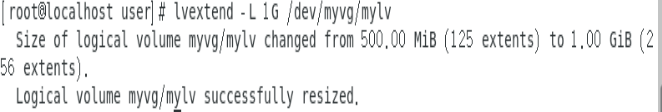 [root@localhost user]# lvextend -L 1G /dev/myvg/mylv
  Size of logical volume myvg/mylv changed from 500,00 MiB (125 extents) to 1,00 GiB (2
56 extents).
  Logical volume myvg/mylv successfully resized.